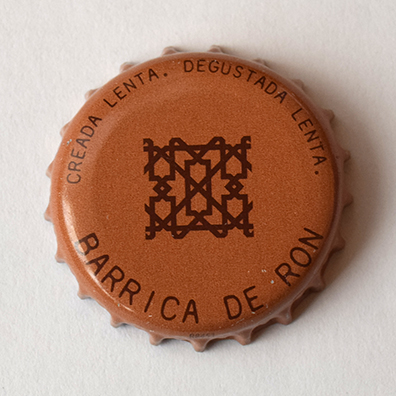 CREADA LENTA. DEGUSTADA LENTA.
BARRICA DE RON